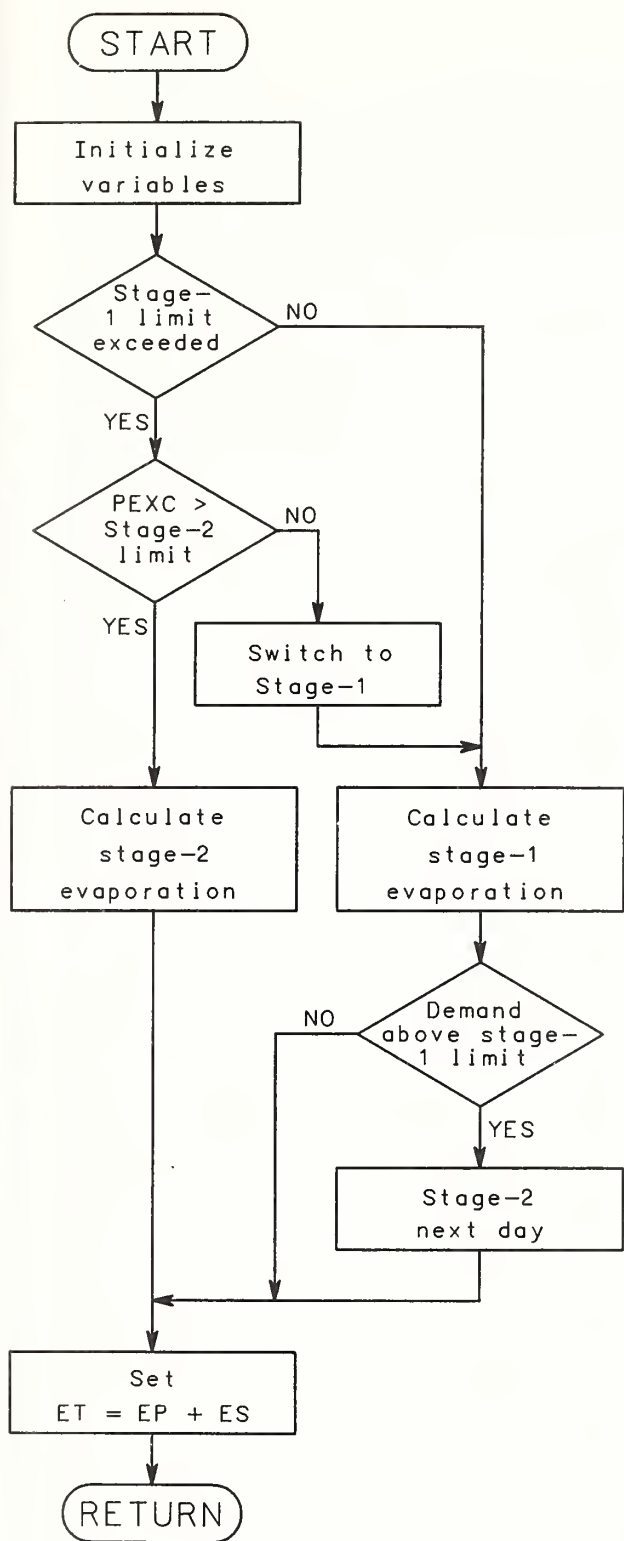 START
Initialize
variables
Stage-
1 limit
exceeded
NO
YES
PEXC >
Stage-2
limit
NO
YES
Switch to
Stage-1
Calculate
stage-2
evaporation
Calculate
stage-1
evaporation
Demand
above stage-
1 limit
NO
YES
Stage-2
next day
Set
ET = EP + ES
RETURN